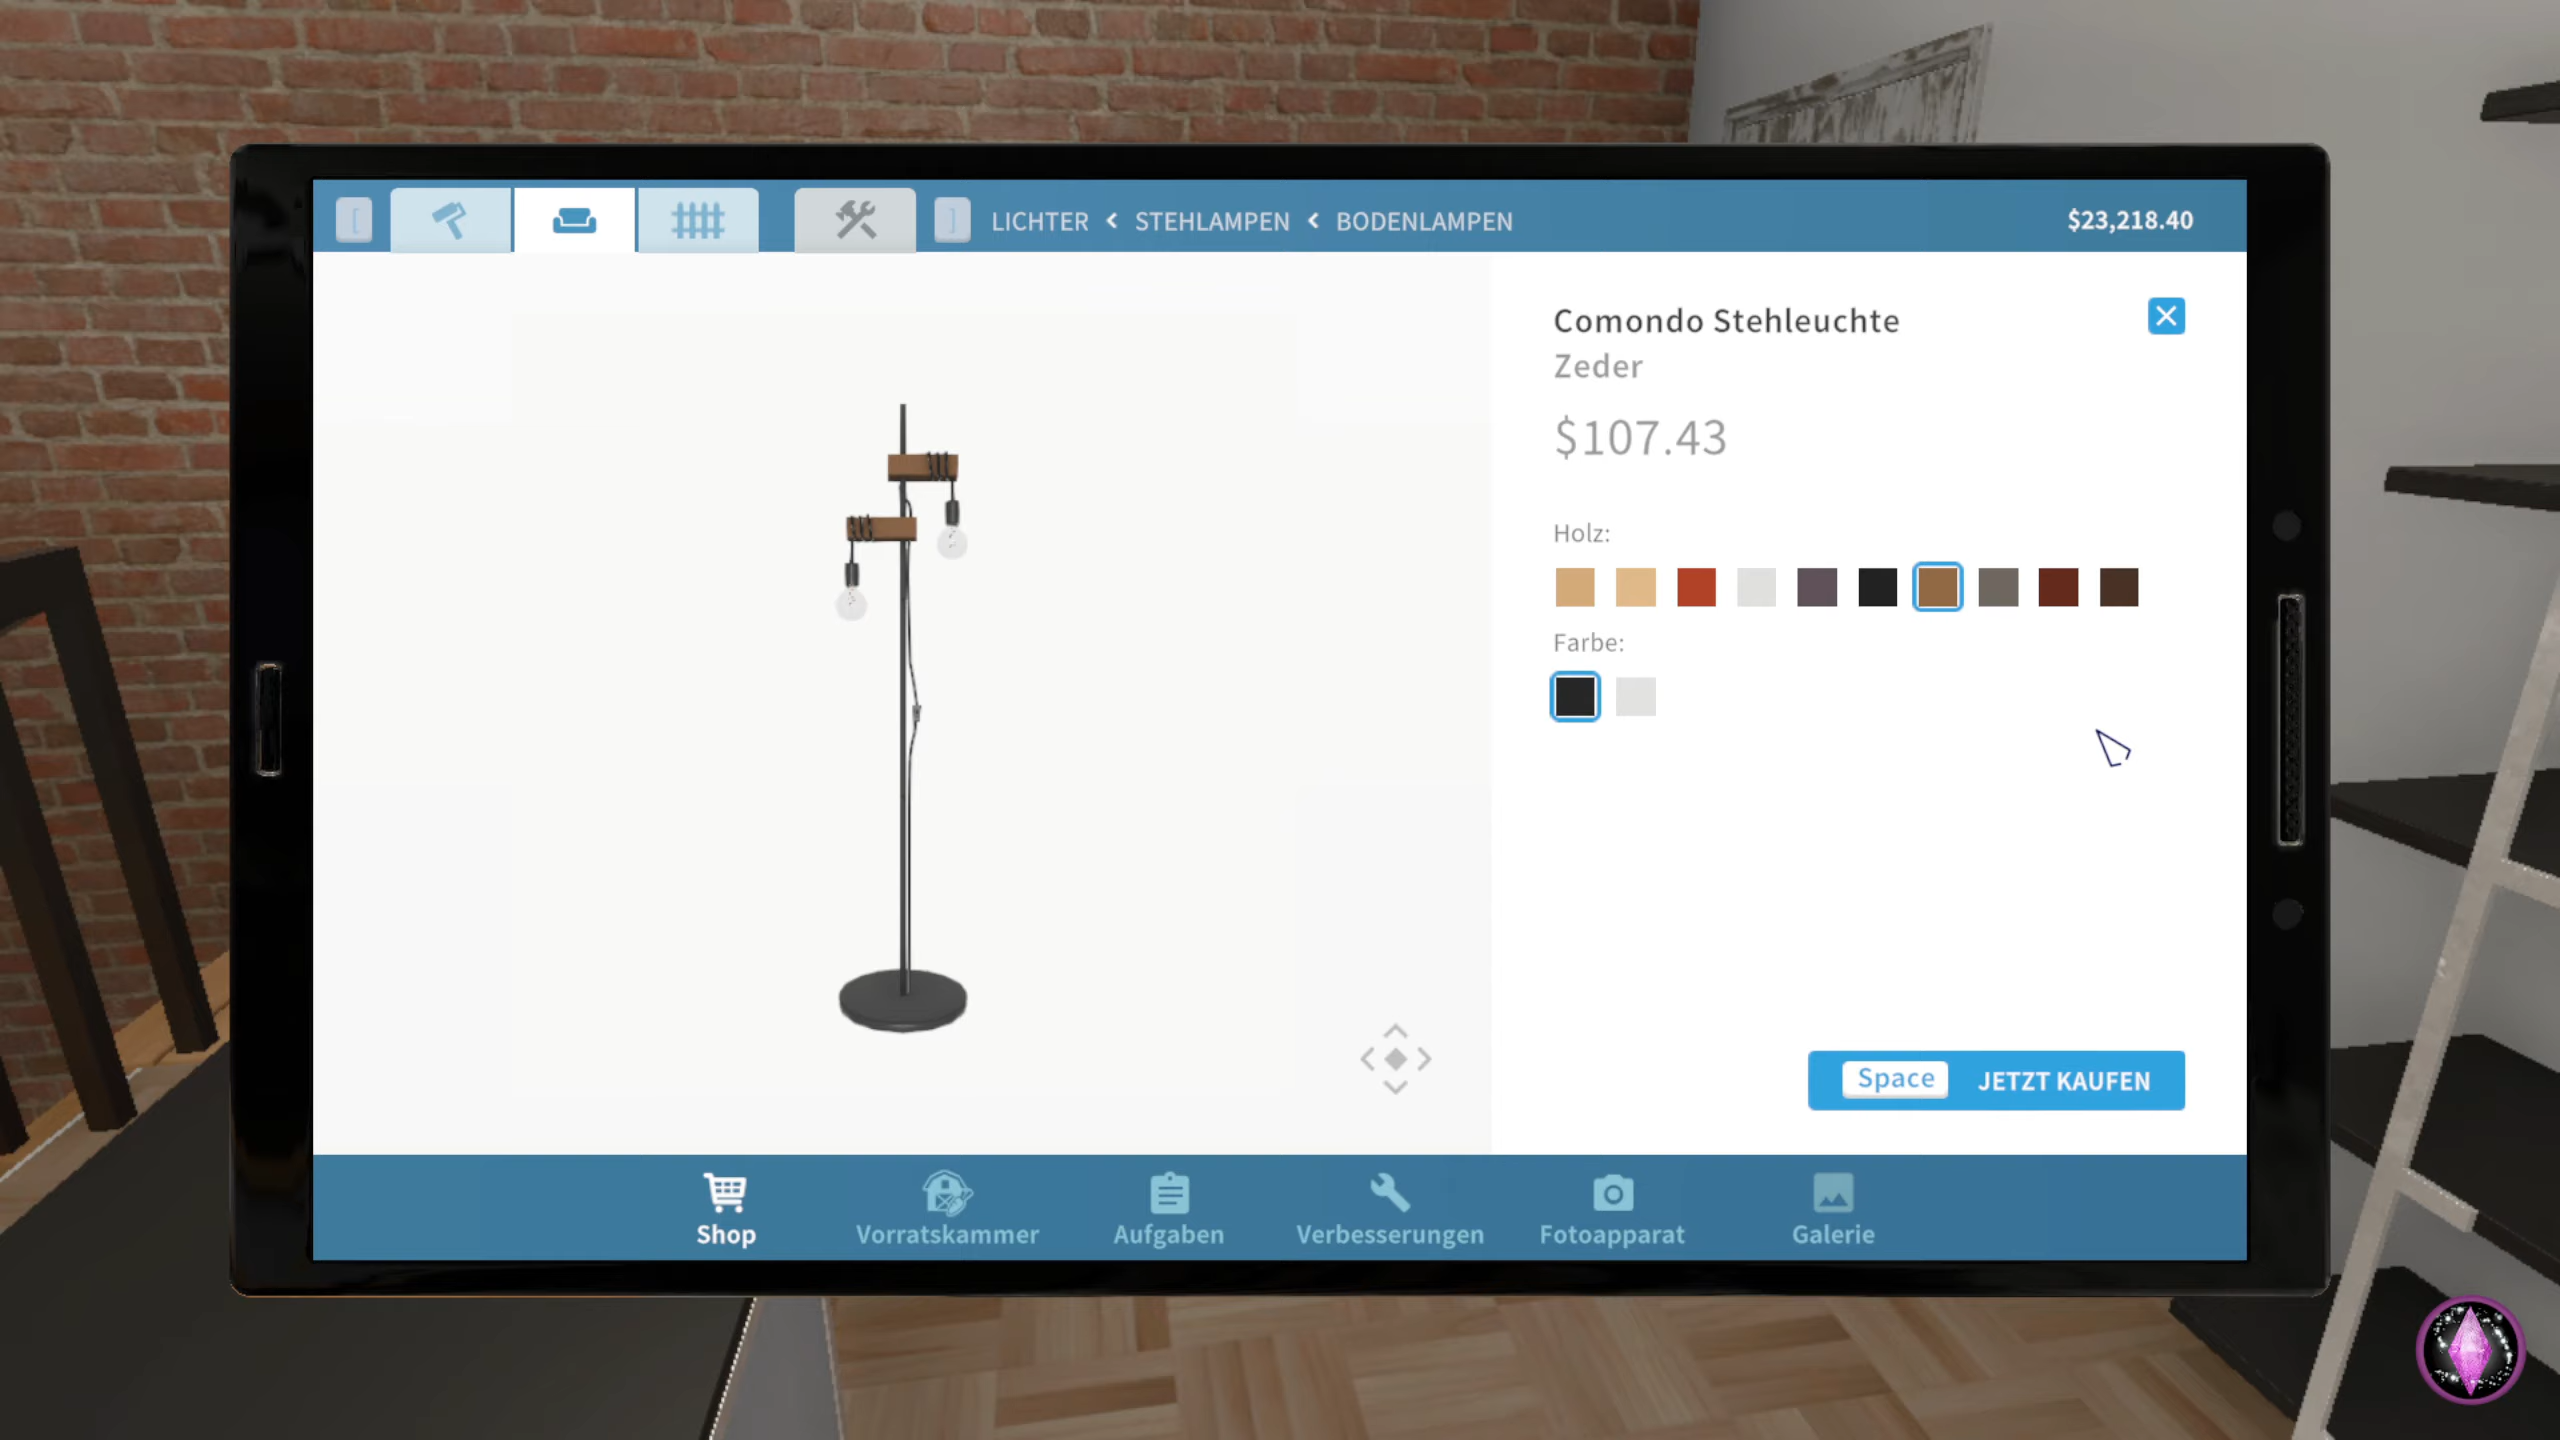 [ ] LICHTER < STEHLAMPEN < BODENLAMPEN $23,218.40
Comondo Stehleuchte
Zeder
$107.43
Holz:
Farbe:
Space JETZT KAUFEN
Shop Vorratskammer Aufgaben Verbesserungen Fotoapparat Galerie